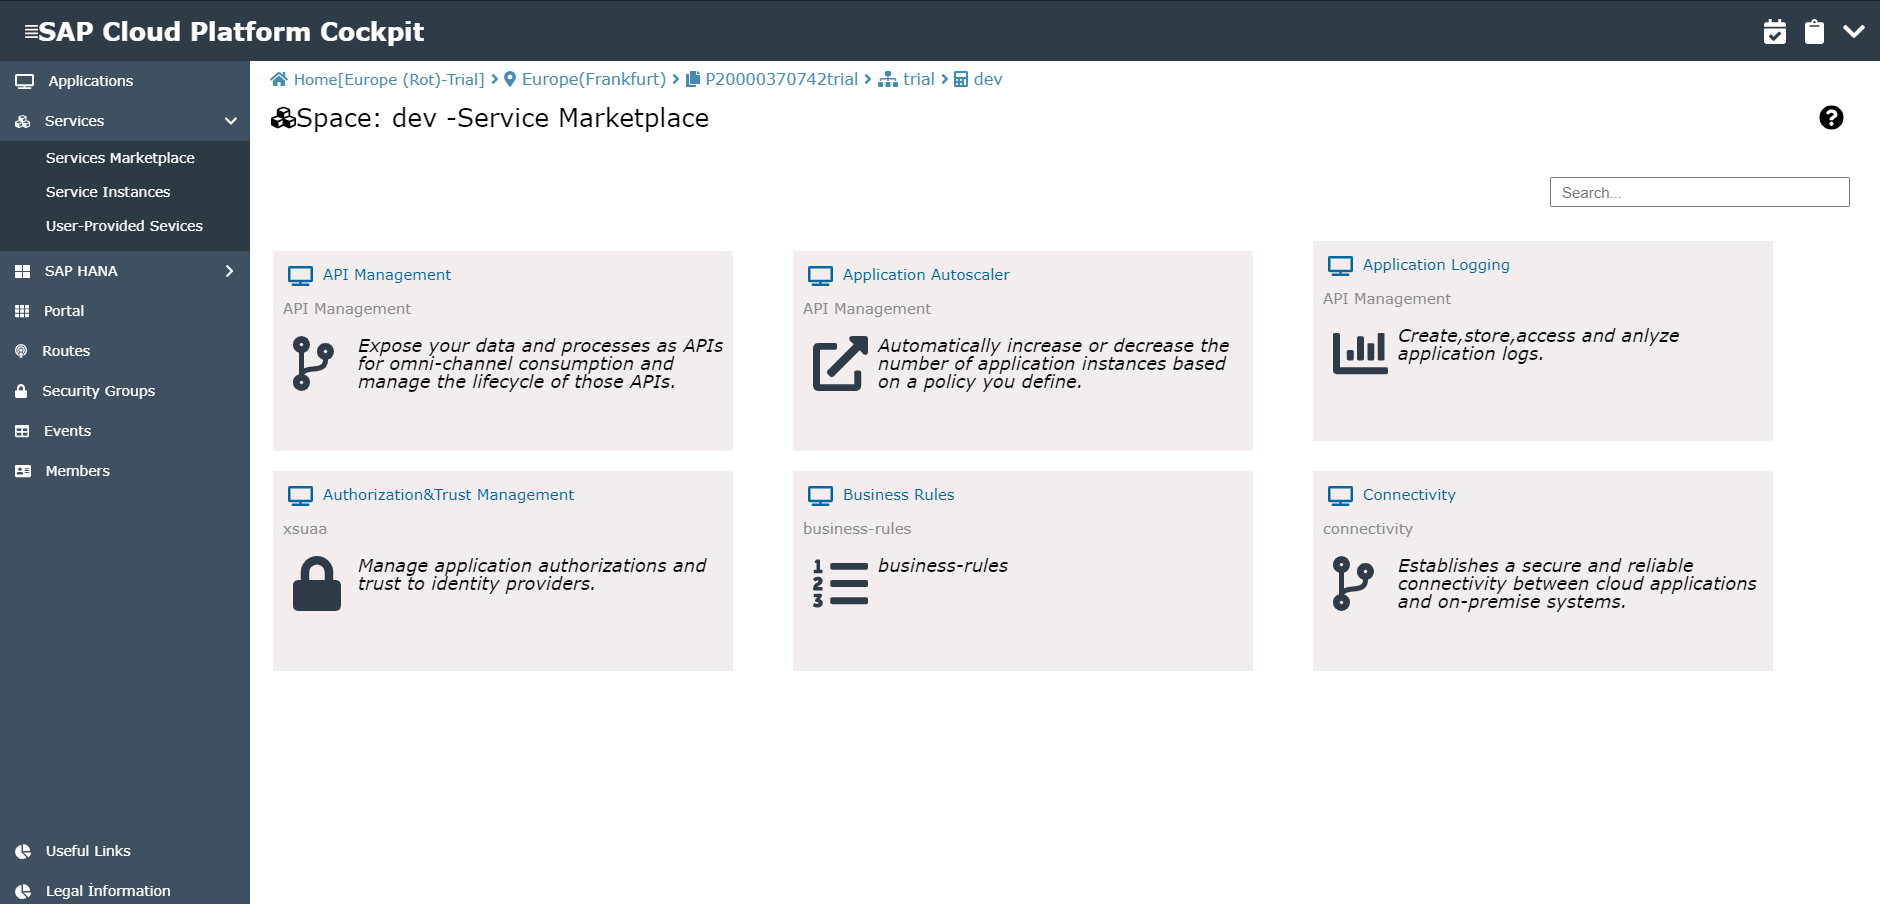 SAP Cloud Platform Cockpit
Applications
Services
Services Marketplace
Service Instances
User-Provided Sevices
SAP HANA
Portal
Routes
Security Groups
Events
Members
Useful Links
Legal İnformation
Home[Europe (Rot)-Trial] > Europe(Frankfurt) > P20000370742trial > trial > dev
Space: dev -Service Marketplace
Search...
API Management
API Management
Expose your data and processes as APIs
for omni-channel consumption and
manage the lifecycle of those APIs.
Application Autoscaler
API Management
Automatically increase or decrease the
number of application instances based
on a policy you define.
Application Logging
API Management
Create,store,access and anlyze
application logs.
Authorization&Trust Management
xsuaa
Manage application authorizations and
trust to identity providers.
Business Rules
business-rules
business-rules
Connectivity
connectivity
Establishes a secure and reliable
connectivity between cloud applications
and on-premise systems.